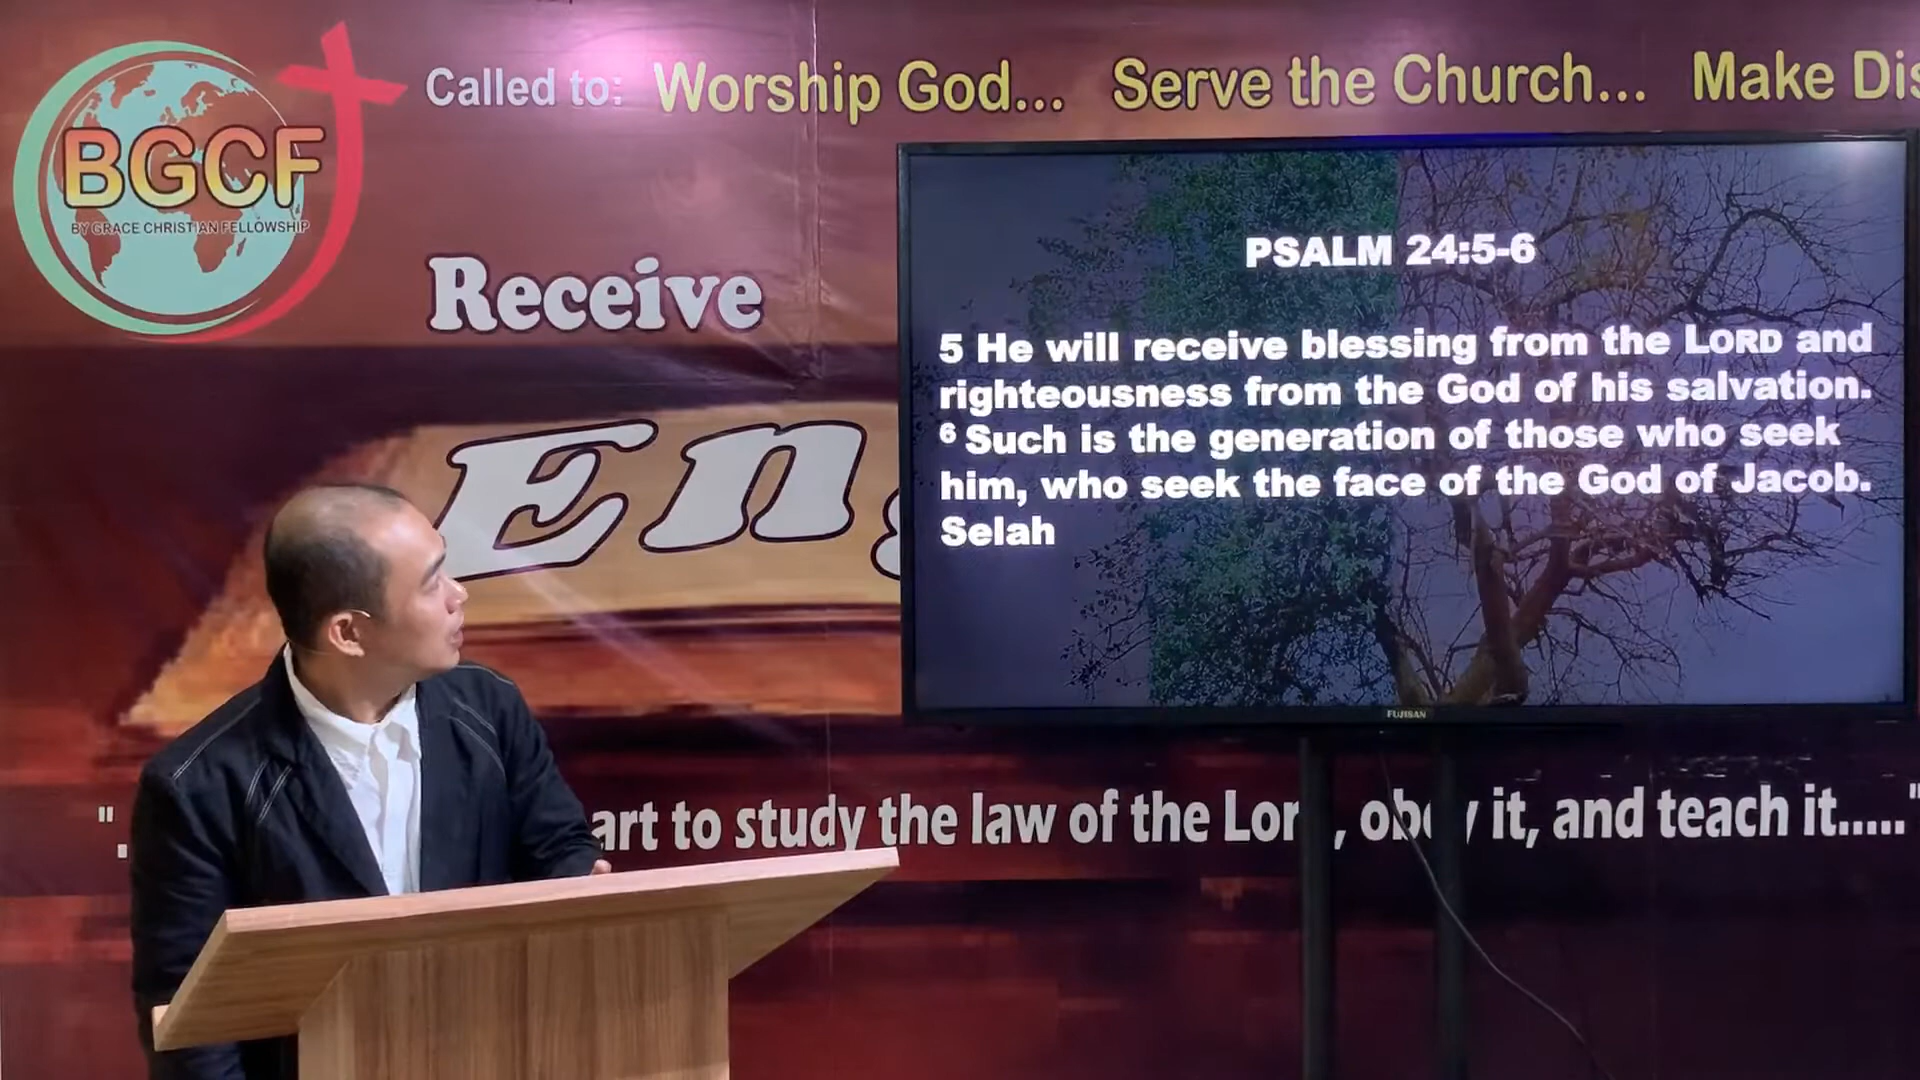 Called to: Worship God... Serve the Church... Make Dis
BGCF
BY GRACE CHRISTIAN FELLOWSHIP
Receive
En
PSALM 24:5-6
5 He will receive blessing from the LORD and
righteousness from the God of his salvation.
6 Such is the generation of those who seek
him, who seek the face of the God of Jacob.
Selah
FUJISAN
". art to study the law of the Lor , obey it, and teach it....."